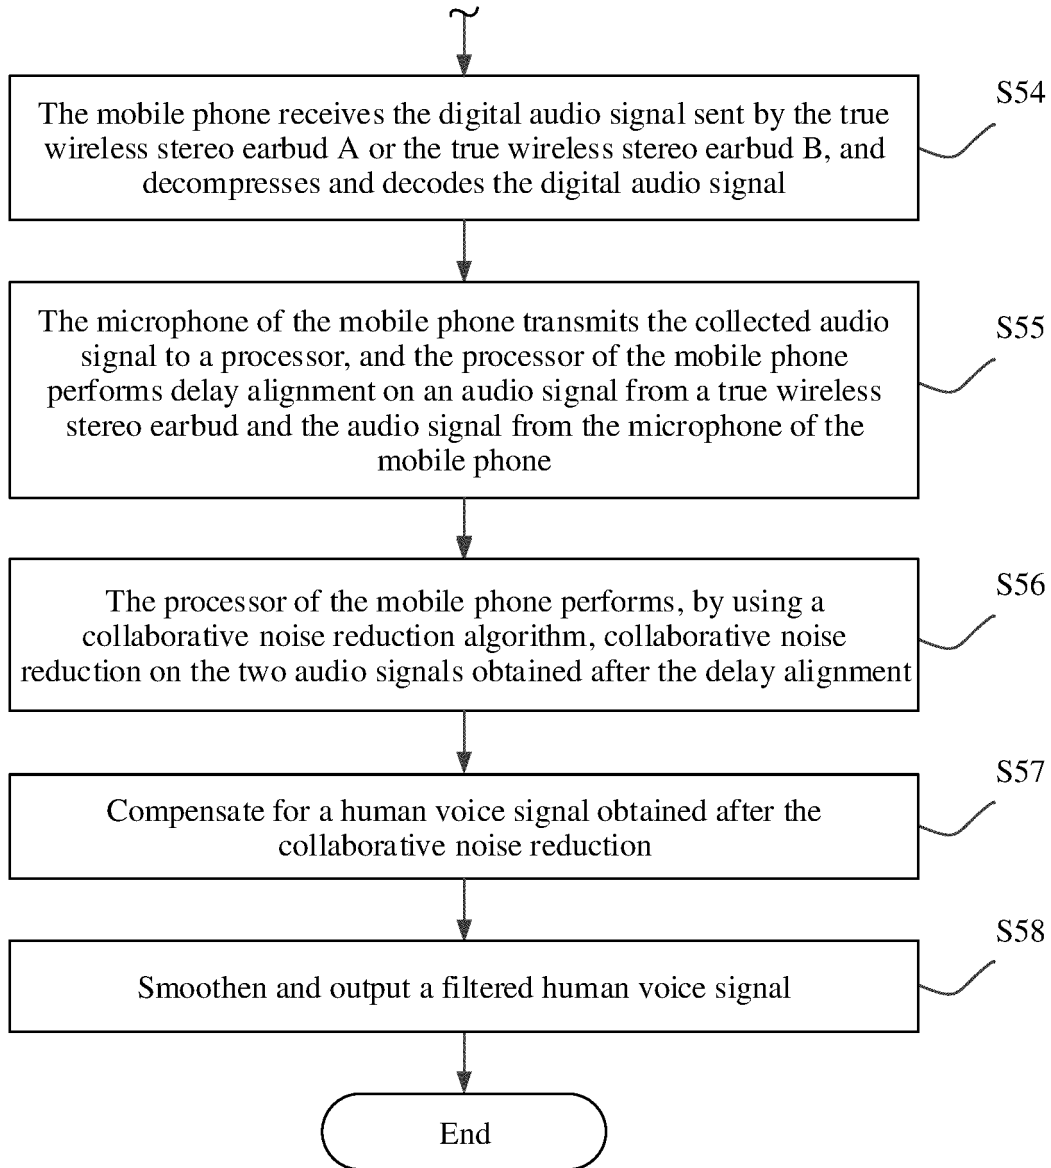 The mobile phone receives the digital audio signal sent by the true
wireless stereo earbud A or the true wireless stereo earbud B, and
decompresses and decodes the digital audio signal
S54
The microphone of the mobile phone transmits the collected audio
signal to a processor, and the processor of the mobile phone
performs delay alignment on an audio signal from a true wireless
stereo earbud and the audio signal from the microphone of the
mobile phone
S55
The processor of the mobile phone performs, by using a
collaborative noise reduction algorithm, collaborative noise
reduction on the two audio signals obtained after the delay alignment
S56
Compensate for a human voice signal obtained after the
collaborative noise reduction
S57
Smoothen and output a filtered human voice signal
S58
End